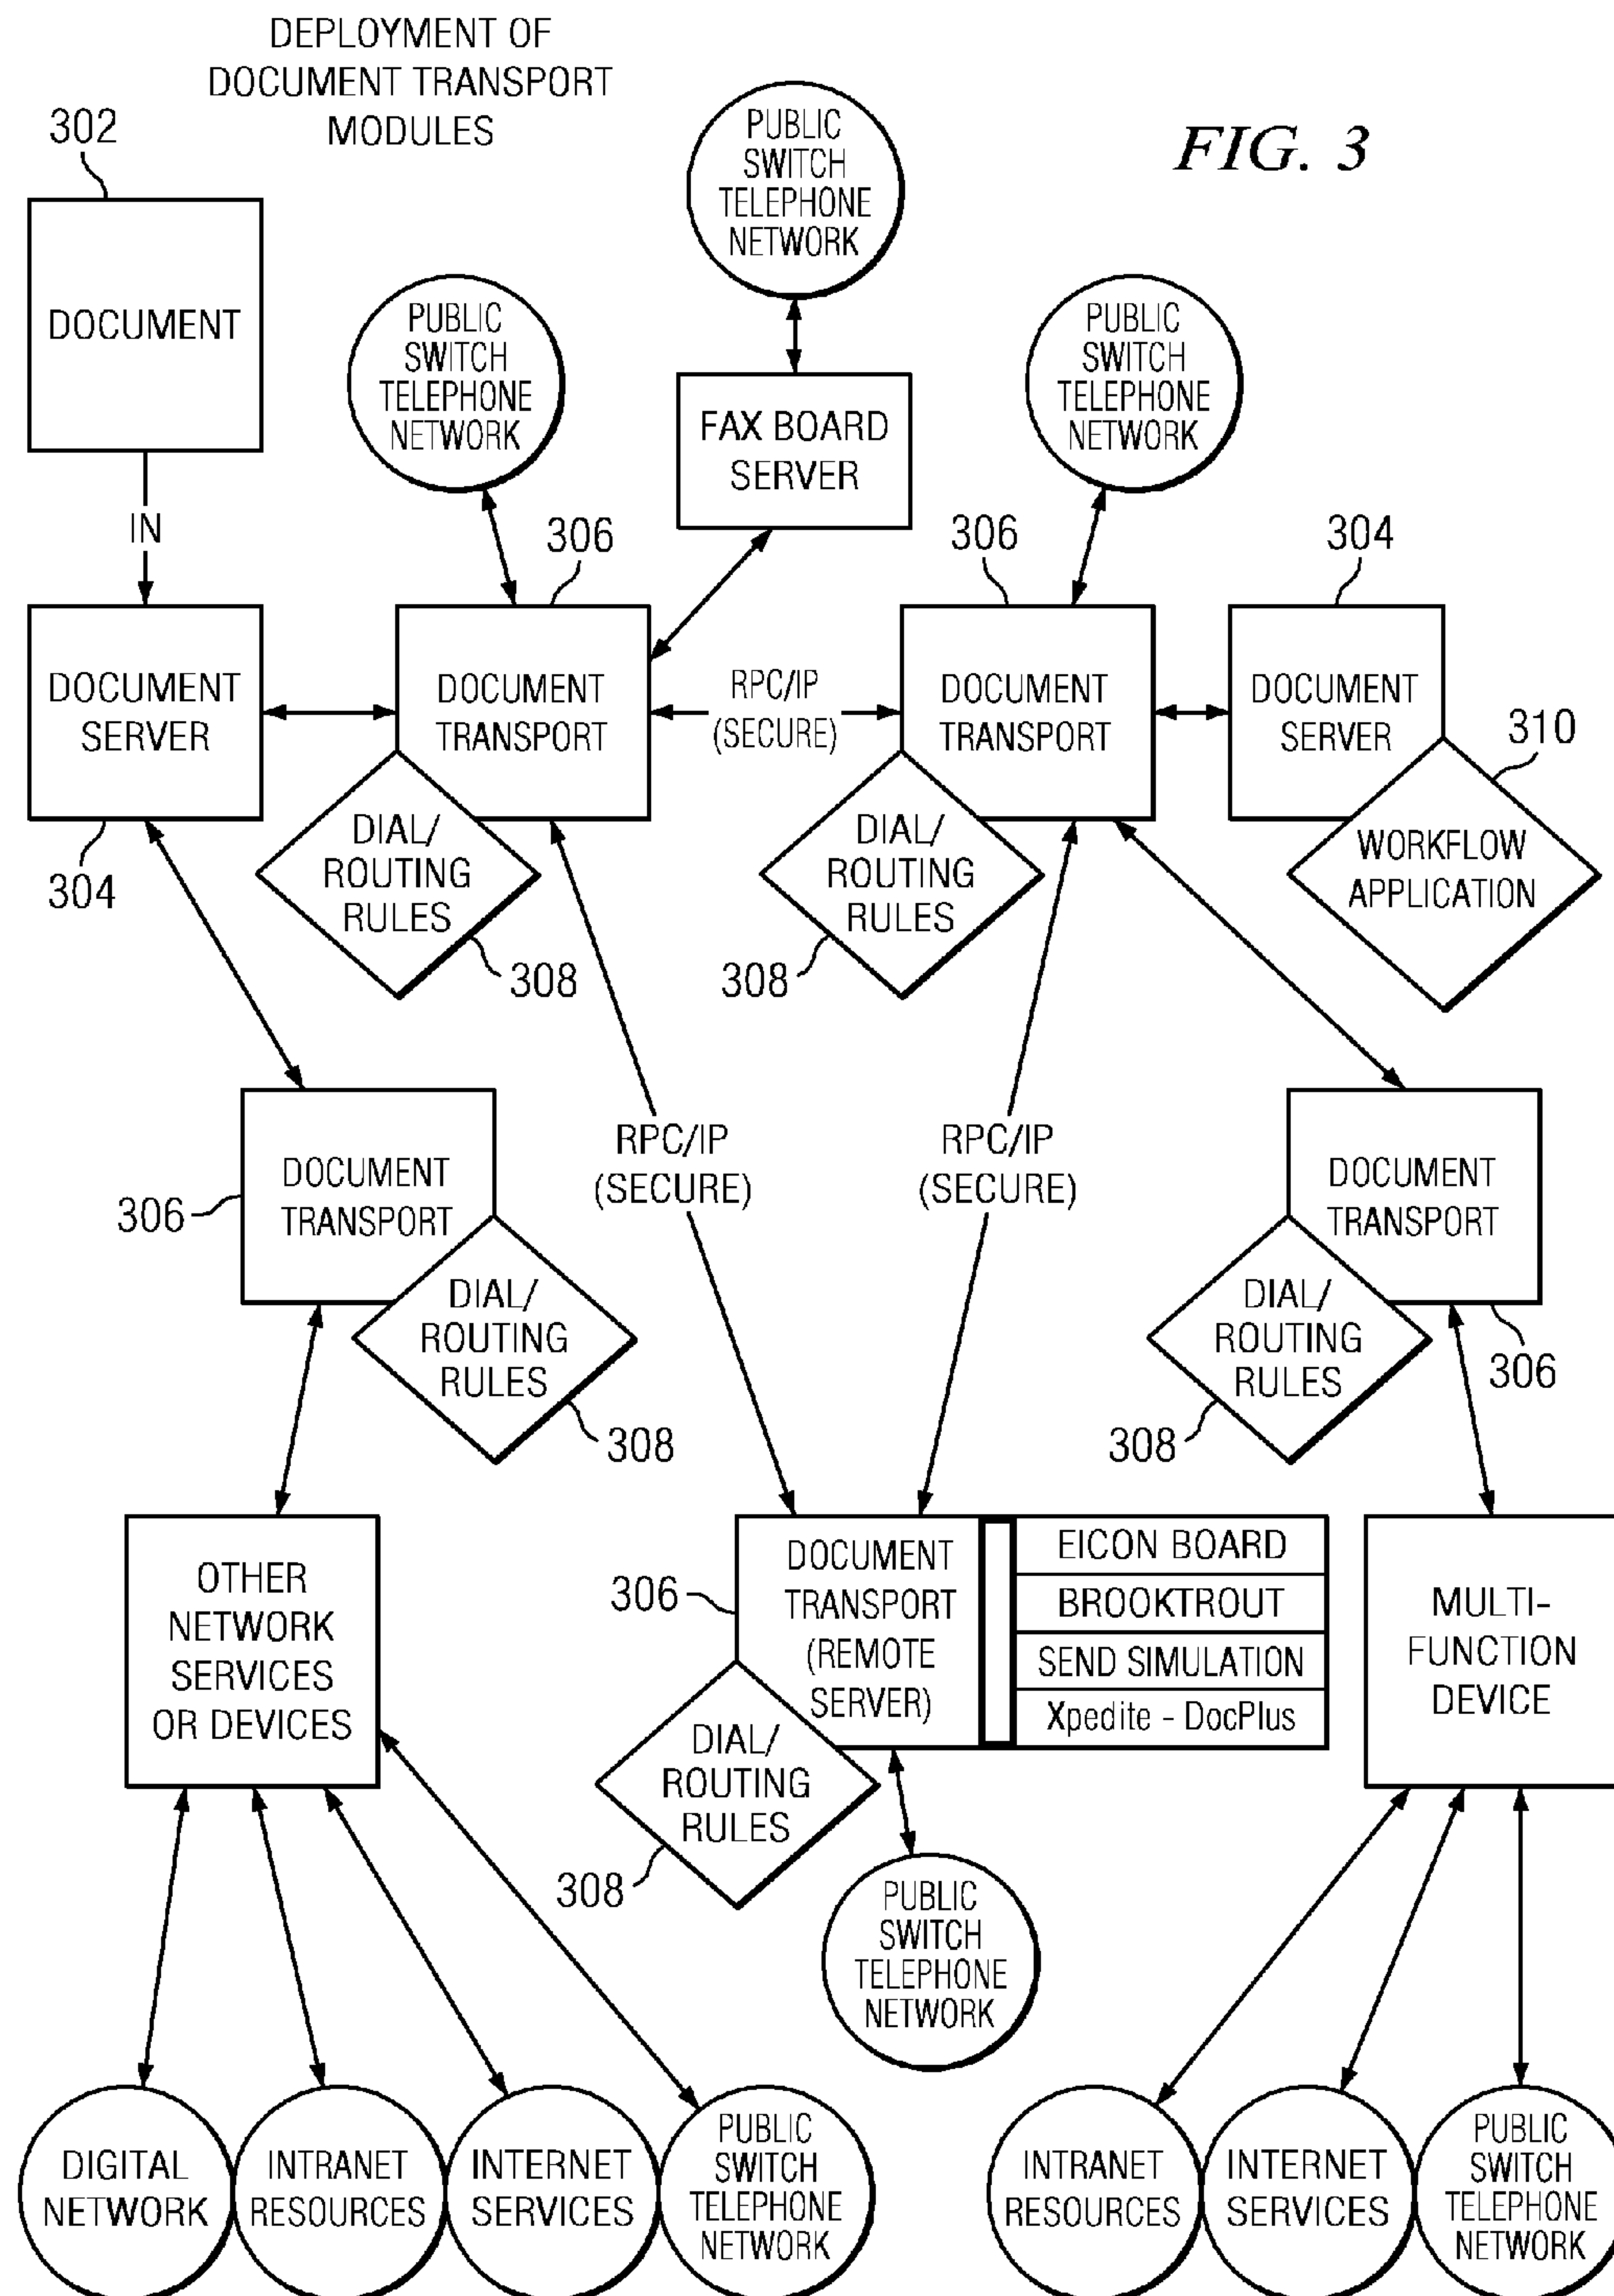 DEPLOYMENT OF
DOCUMENT TRANSPORT
MODULES
FIG. 3
302
DOCUMENT
IN
PUBLIC
SWITCH
TELEPHONE
NETWORK
PUBLIC
SWITCH
TELEPHONE
NETWORK
FAX BOARD
SERVER
PUBLIC
SWITCH
TELEPHONE
NETWORK
306
306
304
DOCUMENT
SERVER
304
DOCUMENT
TRANSPORT
RPC/IP
(SECURE)
DOCUMENT
TRANSPORT
DOCUMENT
SERVER
310
WORKFLOW
APPLICATION
DIAL/
ROUTING
RULES
308
DIAL/
ROUTING
RULES
308
RPC/IP
(SECURE)
RPC/IP
(SECURE)
306
DOCUMENT
TRANSPORT
DIAL/
ROUTING
RULES
308
DOCUMENT
TRANSPORT
306
DIAL/
ROUTING
RULES
308
OTHER
NETWORK
SERVICES
OR DEVICES
306
DOCUMENT
TRANSPORT
(REMOTE
SERVER)
EICON BOARD
BROOKTROUT
SEND SIMULATION
Xpedite - DocPlus
DIAL/
ROUTING
RULES
308
MULTI-
FUNCTION
DEVICE
PUBLIC
SWITCH
TELEPHONE
NETWORK
DIGITAL
NETWORK
INTRANET
RESOURCES
INTERNET
SERVICES
PUBLIC
SWITCH
TELEPHONE
NETWORK
INTRANET
RESOURCES
INTERNET
SERVICES
PUBLIC
SWITCH
TELEPHONE
NETWORK